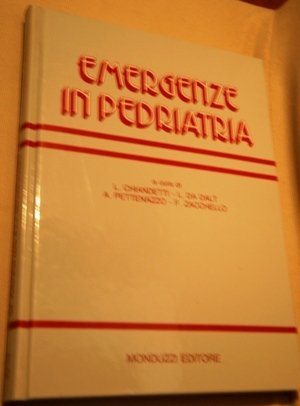 EMERGENZE
IN PEDRIATRIA
a cura di
L. CHIANDETTI - L. DA DALT
A. PETTENAZZO - F. ZACCHELLO
MONDUZZI EDITORE